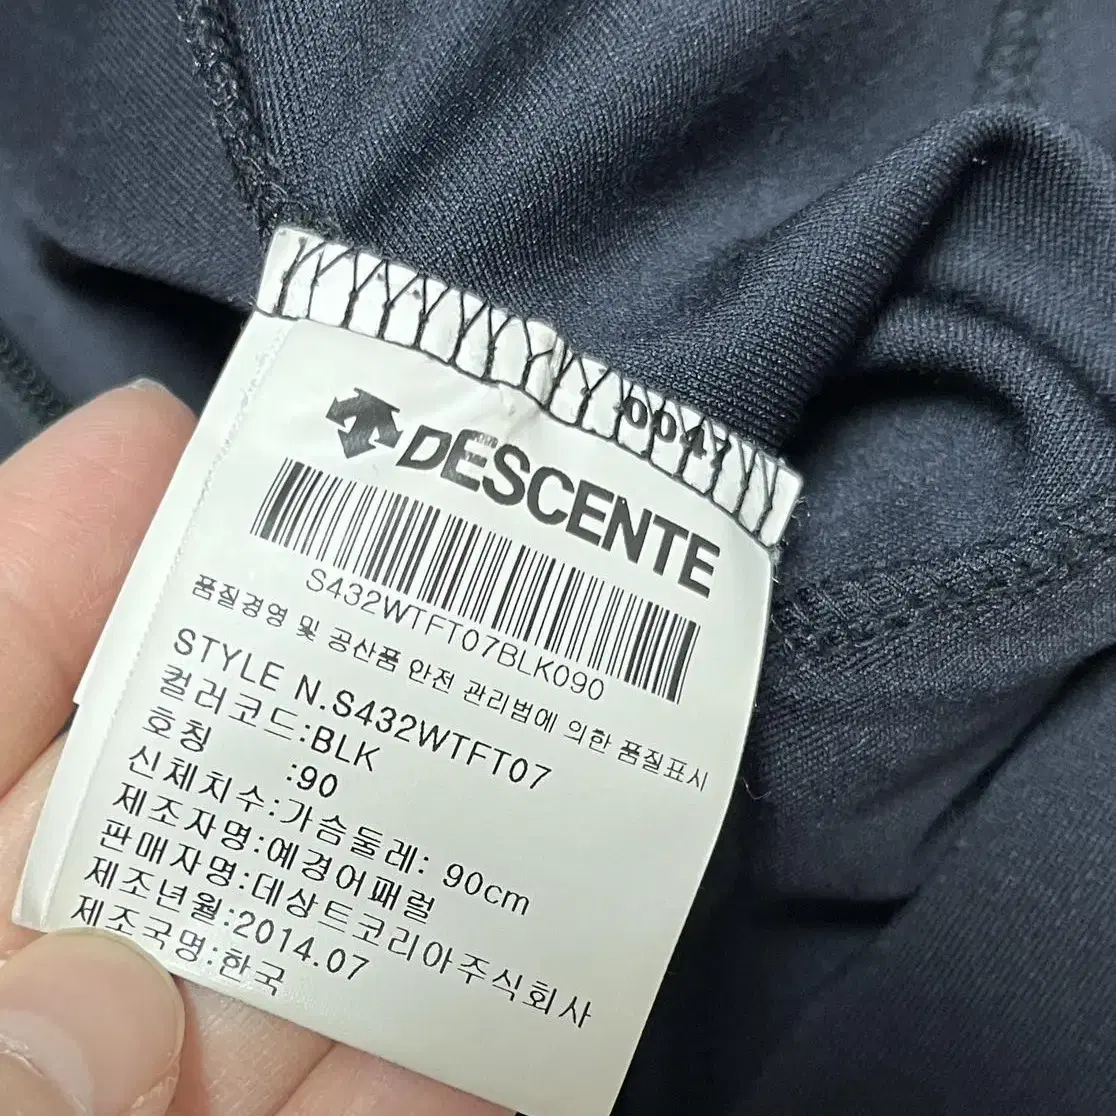 0047
DESCENTE
S432WTFT07BLK090
품질경영 및 공산품 안전 관리법에 의한 품질표시
STYLE N.S432WTFT07
컬러코드:BLK
호칭 :90
신체치수:가슴둘레: 90cm
제조자명:예경어패럴
판매자명:데상트코리아주식회사
제조년월:2014.07
제조국명:한국